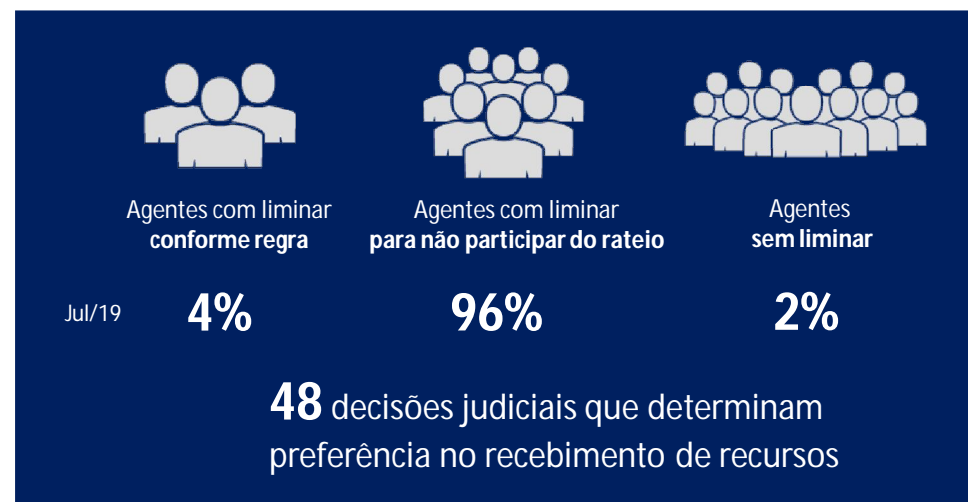 Agentes com liminar
conforme regra
Agentes com liminar
para não participar do rateio
Agentes
sem liminar
Jul/19 4% 96% 2%
48 decisões judiciais que determinam
preferência no recebimento de recursos